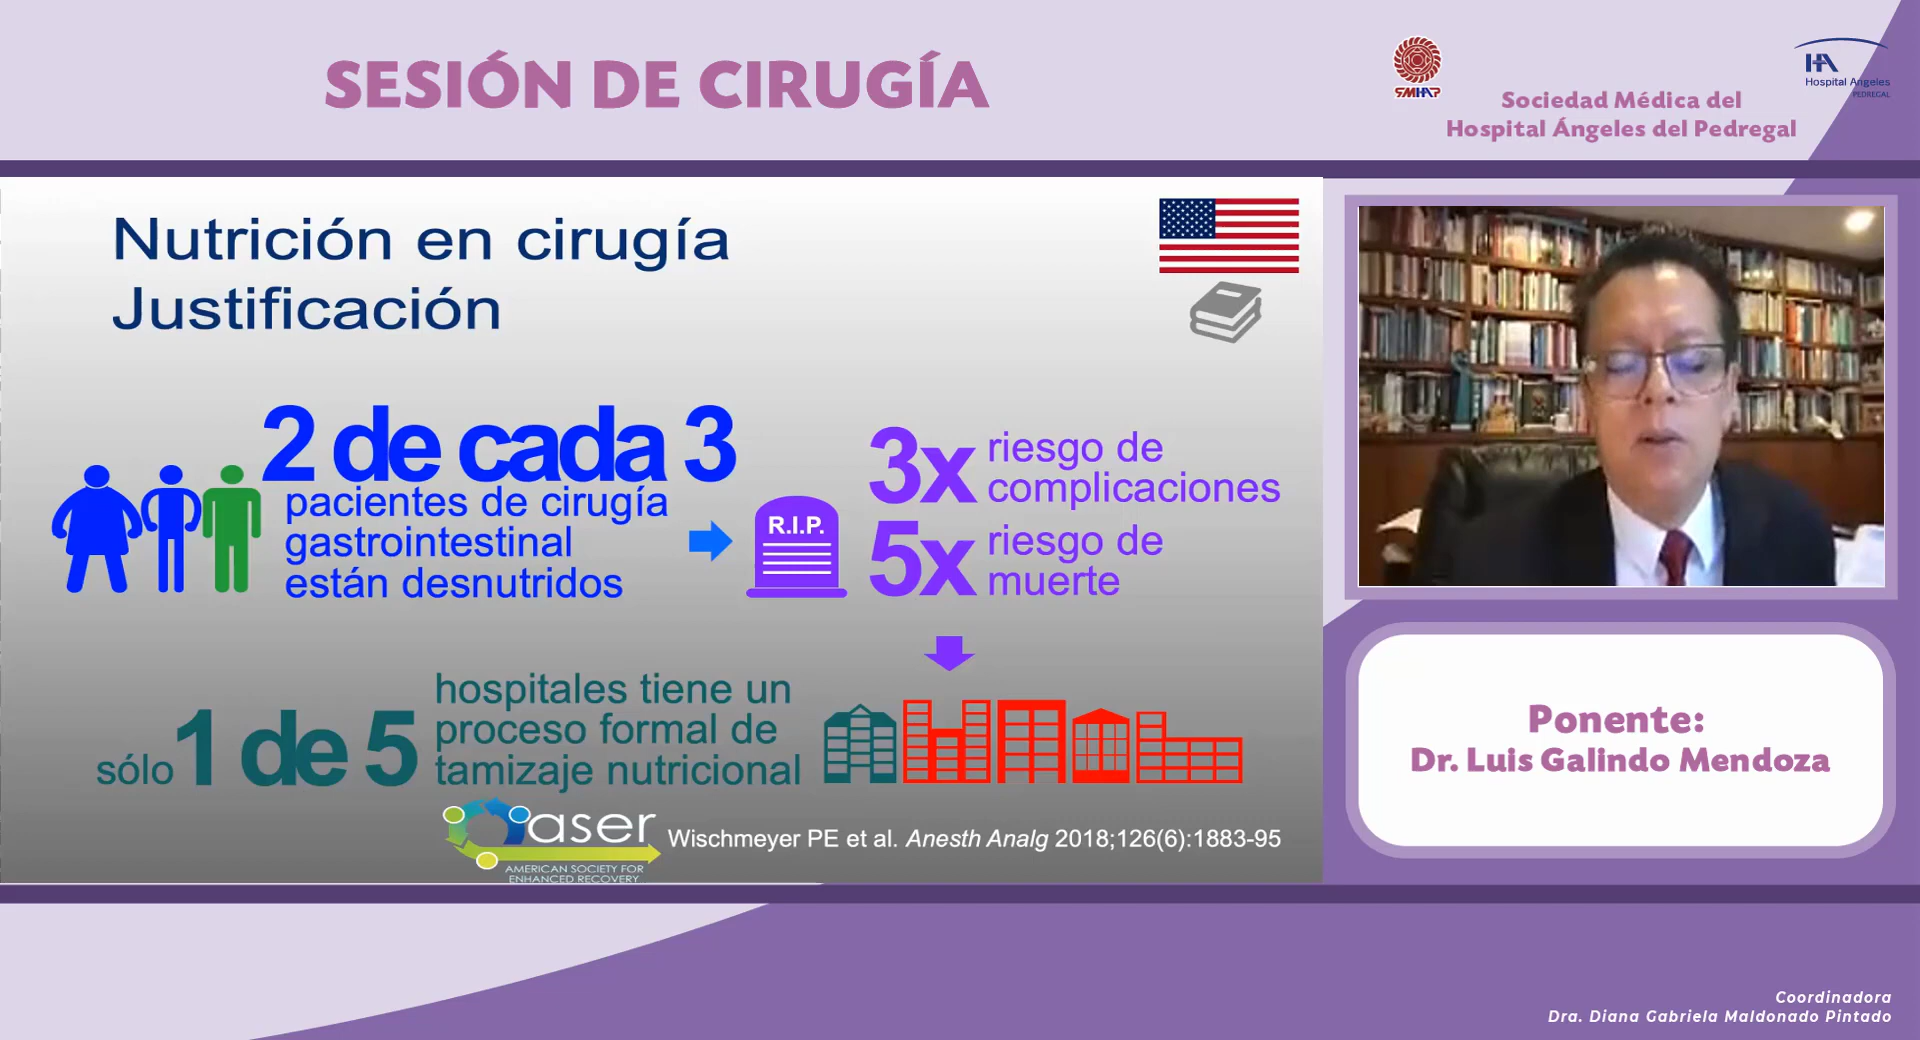 SESIÓN DE CIRUGÍA
SMHAP
Sociedad Médica del
Hospital Ángeles del Pedregal
HA
Hospital Angeles
PEDREGAL
Nutrición en cirugía
Justificación
2 de cada 3
pacientes de cirugía
gastrointestinal
están desnutridos
R.I.P.
3x riesgo de
complicaciones
5x riesgo de
muerte
sólo 1 de 5 hospitales tiene un
proceso formal de
tamizaje nutricional
aser
AMERICAN SOCIETY FOR
ENHANCED RECOVERY
Wischmeyer PE et al. Anesth Analg 2018;126(6):1883-95
Ponente:
Dr. Luis Galindo Mendoza
Coordinadora
Dra. Diana Gabriela Maldonado Pintado